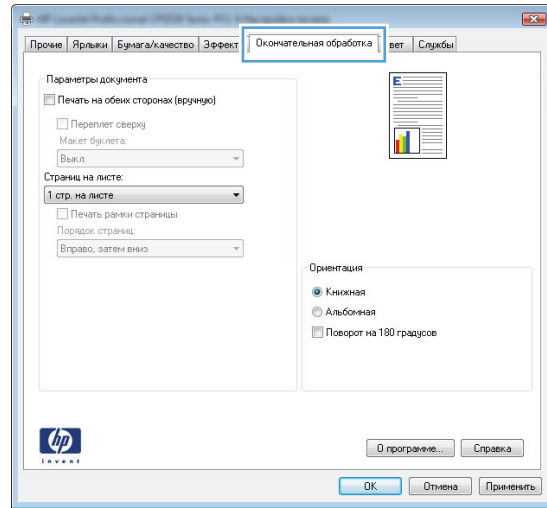 Прочие Ярлыки Бумага/качество Эффект Окончательная обработка вет Службы
Параметры документа
Печать на обеих сторонах (вручную)
Переплет сверху
Макет буклета:
Выкл.
Страниц на листе:
1 стр. на листе
Печать рамки страницы
Порядок страниц:
Вправо, затем вниз
E
Ориентация
Книжная
Альбомная
Поворот на 180 градусов
hp
invent
О программе... Справка
OK Отмена Применить